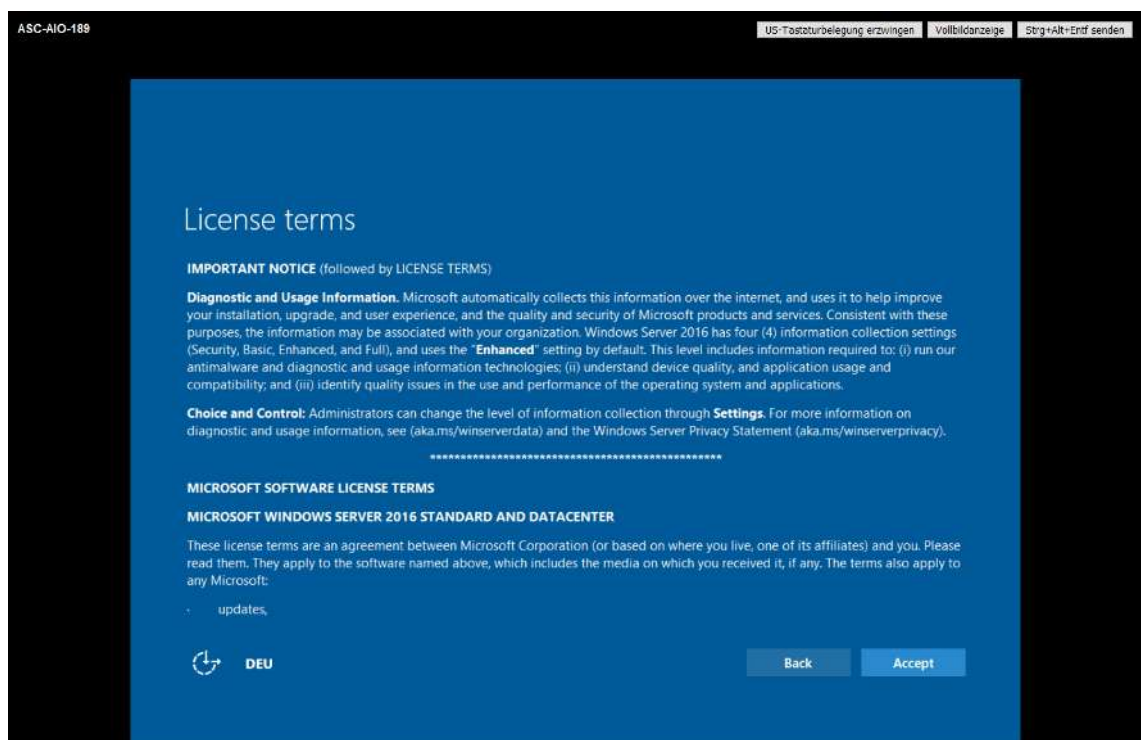 ASC-AIO-189
US-Tastaturbelegung erzwingen
Vollbildanzeige
Strg+Alt+Entf senden
License terms
IMPORTANT NOTICE (followed by LICENSE TERMS)
Diagnostic and Usage Information. Microsoft automatically collects this information over the internet, and uses it to help improve
your installation, upgrade, and user experience, and the quality and security of Microsoft products and services. Consistent with these
purposes, the information may be associated with your organization. Windows Server 2016 has four (4) information collection settings
(Security, Basic, Enhanced, and Full), and uses the "Enhanced" setting by default. This level includes information required to: (i) run our
antimalware and diagnostic and usage information technologies; (ii) understand device quality, and application usage and
compatibility; and (iii) identify quality issues in the use and performance of the operating system and applications.
Choice and Control: Administrators can change the level of information collection through Settings. For more information on
diagnostic and usage information, see (aka.ms/winserverdata) and the Windows Server Privacy Statement (aka.ms/winserverprivacy).
************************************************
MICROSOFT SOFTWARE LICENSE TERMS
MICROSOFT WINDOWS SERVER 2016 STANDARD AND DATACENTER
These license terms are an agreement between Microsoft Corporation (or based on where you live, one of its affiliates) and you. Please
read them. They apply to the software named above, which includes the media on which you received it, if any. The terms also apply to
any Microsoft:
· updates,
DEU
Back
Accept